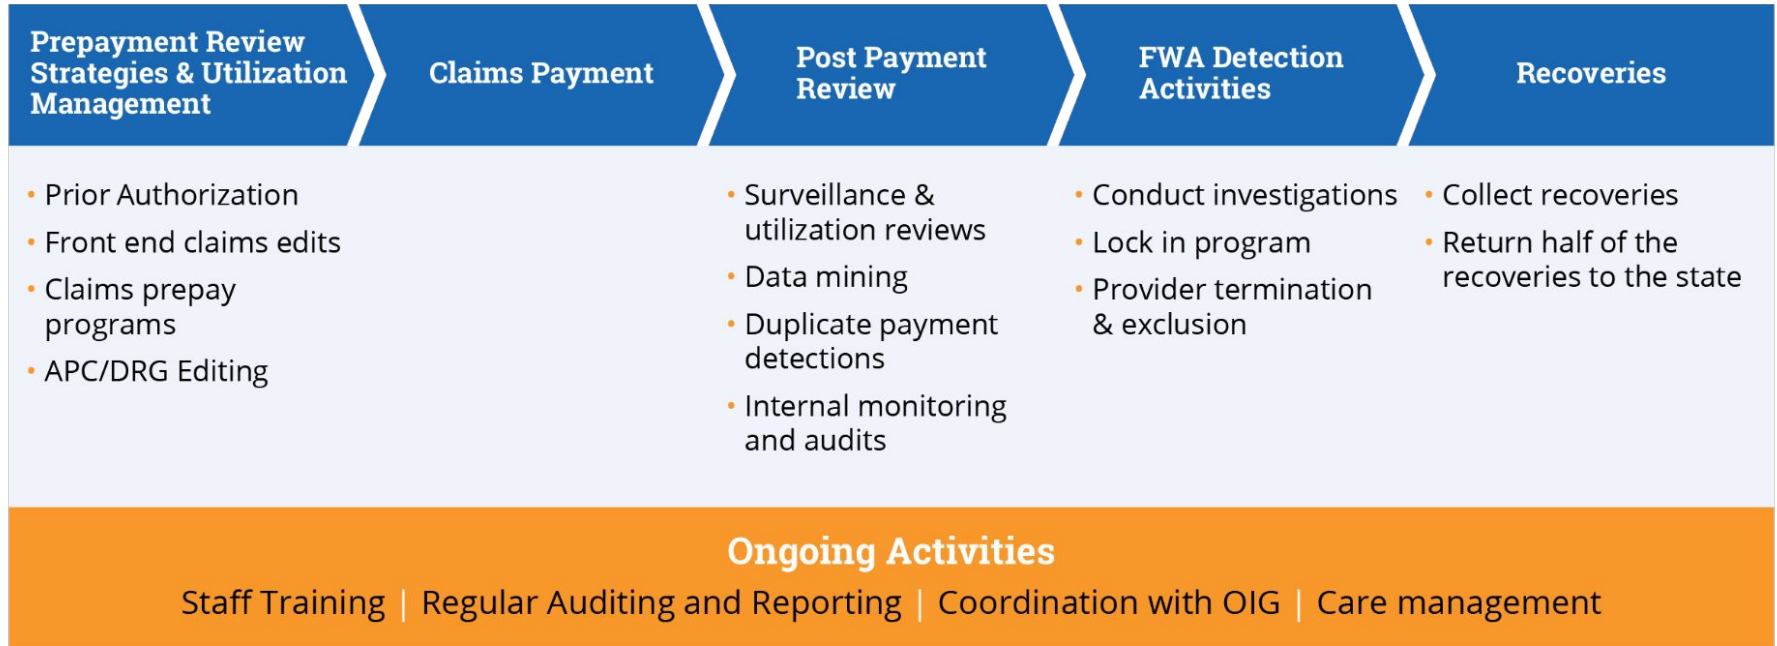 Prepayment Review
Strategies & Utilization
Management
Claims Payment
Post Payment
Review
FWA Detection
Activities
Recoveries
• Prior Authorization
• Front end claims edits
• Claims prepay
programs
• APC/DRG Editing
• Surveillance &
utilization reviews
• Data mining
• Duplicate payment
detections
• Internal monitoring
and audits
• Conduct investigations
• Lock in program
• Provider termination
& exclusion
• Collect recoveries
• Return half of the
recoveries to the state
Ongoing Activities
Staff Training | Regular Auditing and Reporting | Coordination with OIG | Care management